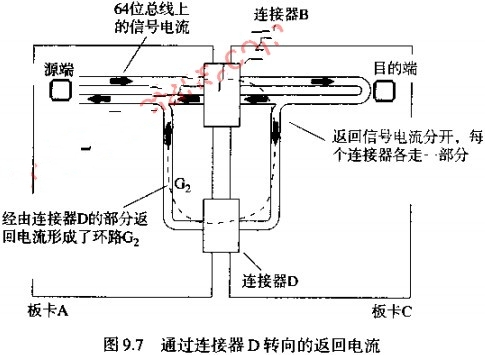 64位总线上
的信号电流
连接器B
源端
目的端
返回信号电流分开，每
个连接器各走一部分
G₂
经由连接器D的部分返
回电流形成了环路G₂
连接器D
板卡A
板卡C
图9.7 通过连接器D转向的返回电流